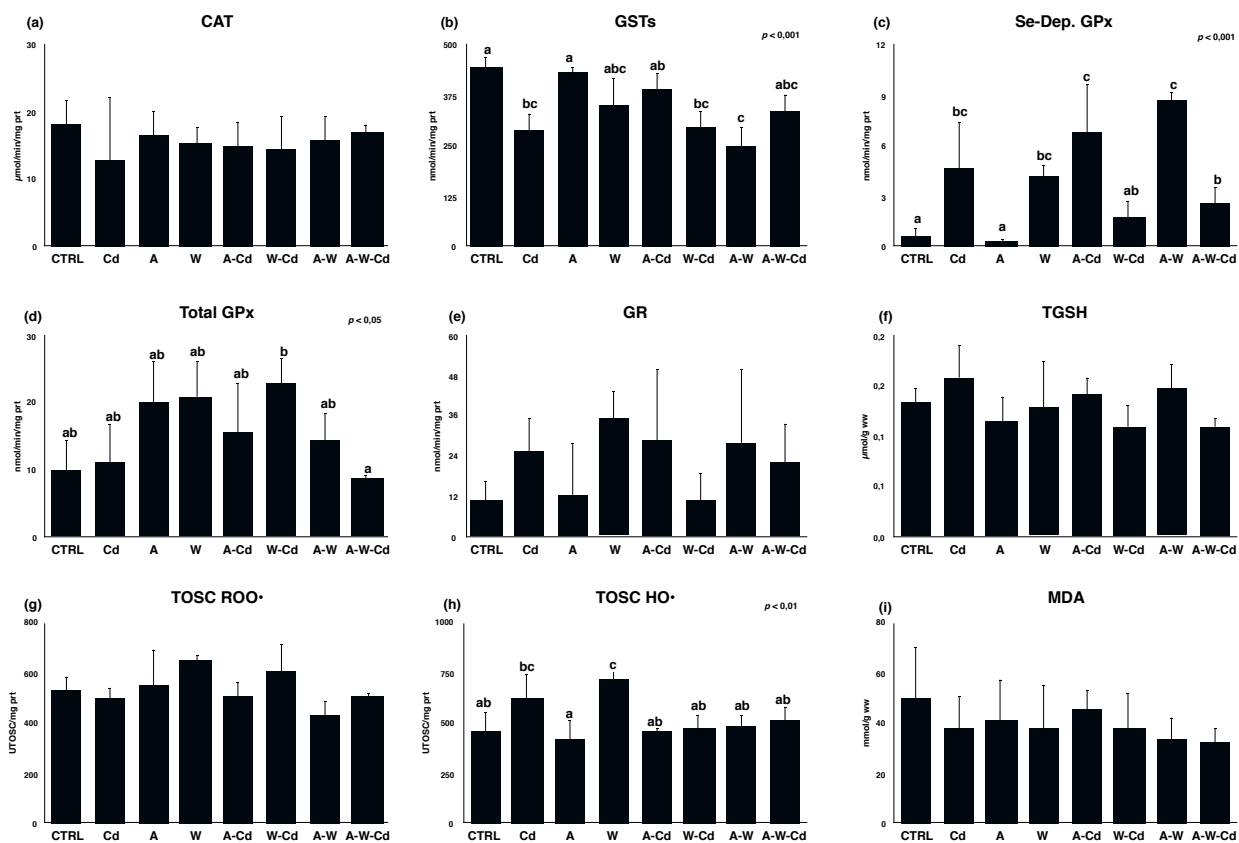 (a) CAT
30
20
10
0
µmol/min/mg prt
CTRL Cd A W A-Cd W-Cd A-W A-W-Cd
(b) GSTs
p < 0,001
500
375
250
125
0
nmol/min/mg prt
a bc a abc ab bc c abc
CTRL Cd A W A-Cd W-Cd A-W A-W-Cd
(c) Se-Dep. GPx
p < 0,001
12
9
6
3
0
nmol/min/mg prt
a bc a bc c ab c b
CTRL Cd A W A-Cd W-Cd A-W A-W-Cd
(d) Total GPx
p < 0,05
30
20
10
0
nmol/min/mg prt
ab ab ab ab ab b ab a
CTRL Cd A W A-Cd W-Cd A-W A-W-Cd
(e) GR
60
48
36
24
12
0
nmol/min/mg prt
CTRL Cd A W A-Cd W-Cd A-W A-W-Cd
(f) TGSH
0,2
0,2
0,1
0,1
0,0
µmol/g ww
CTRL Cd A W A-Cd W-Cd A-W A-W-Cd
(g) TOSC ROO•
800
600
400
200
0
UTOSC/mg prt
CTRL Cd A W A-Cd W-Cd A-W A-W-Cd
(h) TOSC HO•
p < 0,01
1000
750
500
250
0
UTOSC/mg prt
ab bc a c ab ab ab ab
CTRL Cd A W A-Cd W-Cd A-W A-W-Cd
(i) MDA
80
60
40
20
0
mmol/g ww
CTRL Cd A W A-Cd W-Cd A-W A-W-Cd